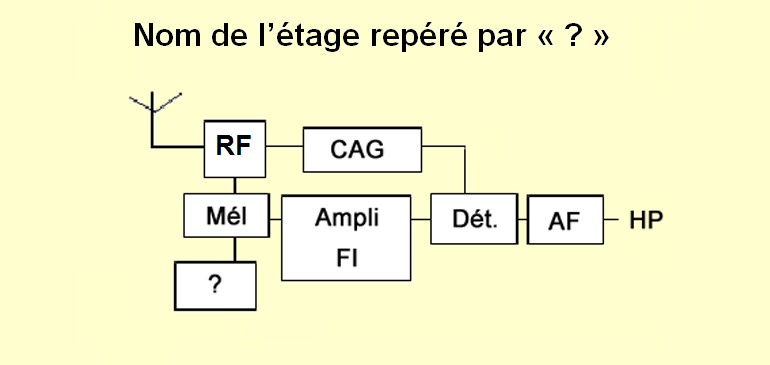 Nom de l'étage repéré par « ? »
RF
CAG
Mél
Ampli
FI
Dét.
AF
HP
?